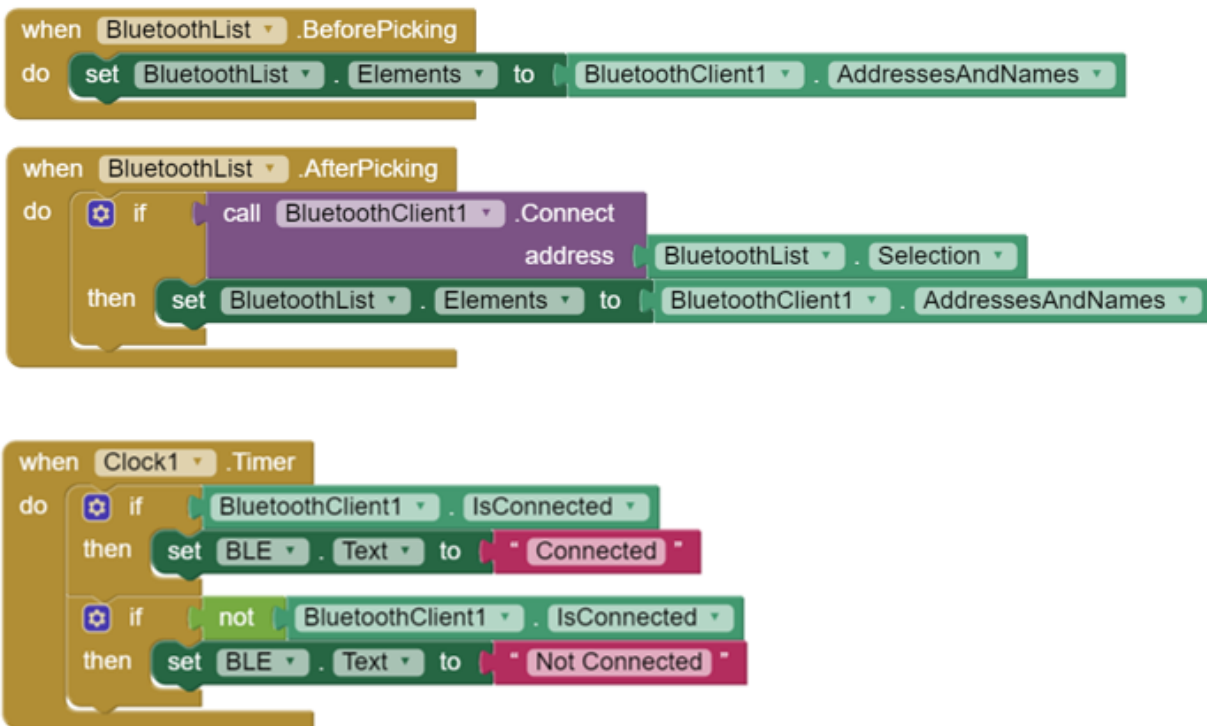 when BluetoothList .BeforePicking
do set BluetoothList . Elements to BluetoothClient1 . AddressesAndNames
when BluetoothList .AfterPicking
do if call BluetoothClient1 .Connect
address BluetoothList . Selection
then set BluetoothList . Elements to BluetoothClient1 . AddressesAndNames
when Clock1 .Timer
do if BluetoothClient1 . IsConnected
then set BLE . Text to " Connected "
if not BluetoothClient1 . IsConnected
then set BLE . Text to " Not Connected "